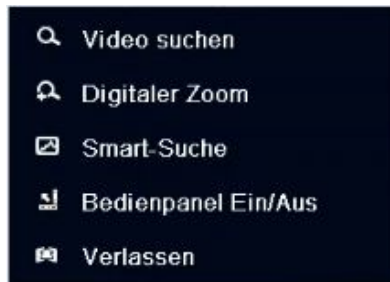 Video suchen
Digitaler Zoom
Smart-Suche
Bedienpanel Ein/Aus
Verlassen